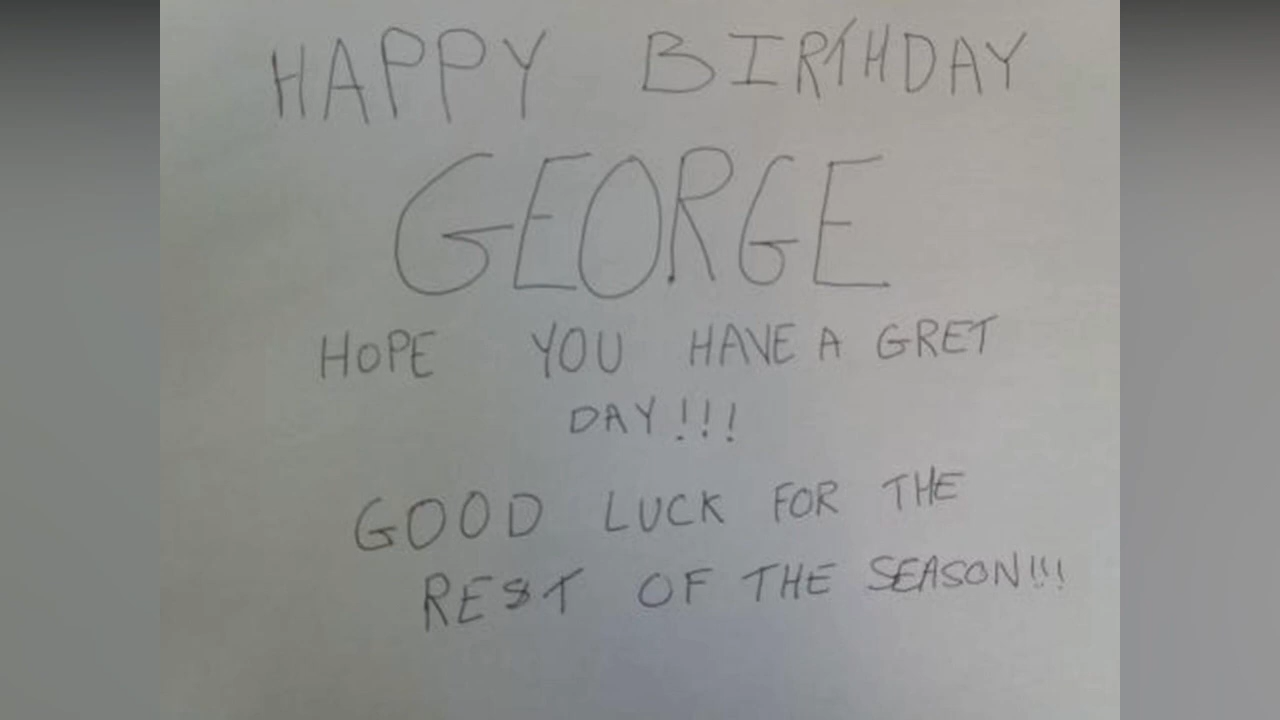 HAPPY BIRTHDAY
GEORGE
HOPE YOU HAVE A GRET
DAY!!!
GOOD LUCK FOR THE
REST OF THE SEASON!!!